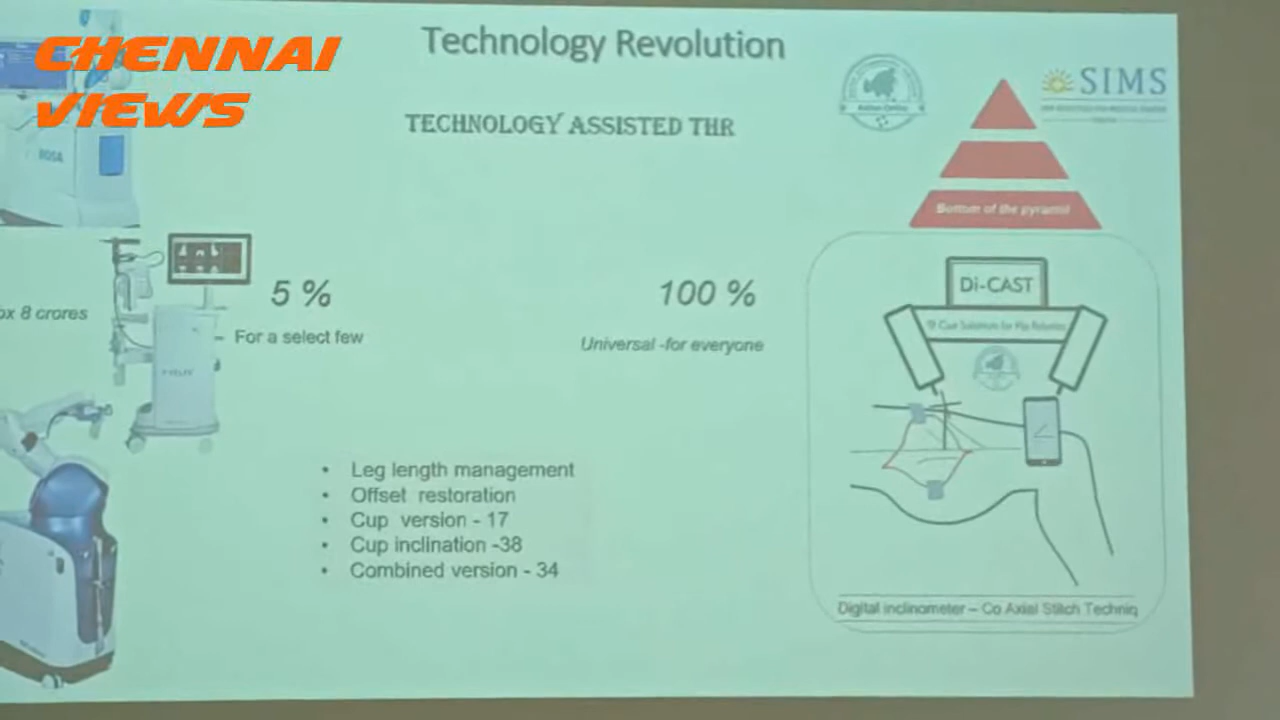 CHENNAI
VIEWS
Technology Revolution
TECHNOLOGY ASSISTED THR
SIMS
ROSA
Bottom of the pyramid
ox 8 crores
5 %
For a select few
100 %
Universal -for everyone
Di-CAST
• Leg length management
• Offset restoration
• Cup version - 17
• Cup inclination -38
• Combined version - 34
Digital inclinometer – Co Axial Stitch Techniq